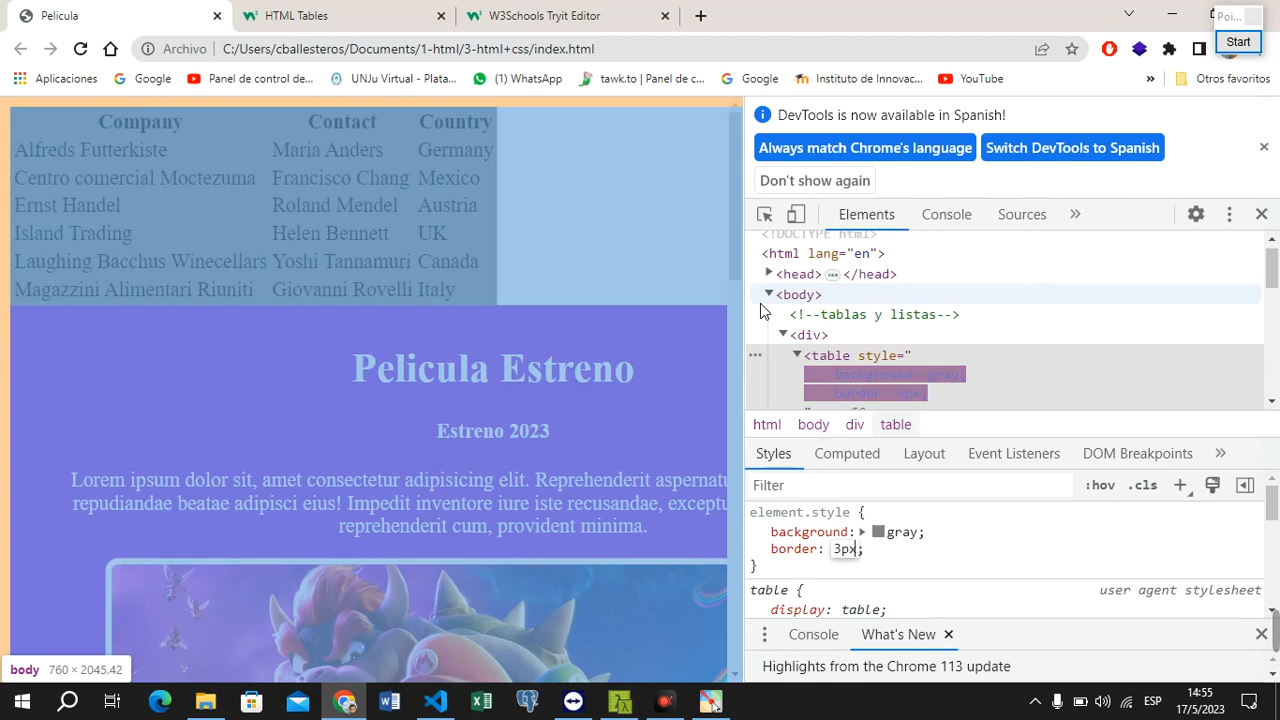 Pelicula
HTML Tables
W3Schools Tryit Editor
Poi...
Start
Archivo
C:/Users/cballesteros/Documents/1-html/3-html+css/index.html
Aplicaciones
Google
Panel de control de...
UNJu Virtual - Plata...
(1) WhatsApp
tawk.to | Panel de c...
Google
Instituto de Innovac...
YouTube
»
Otros favoritos
Company Contact Country
Alfreds Futterkiste Maria Anders Germany
Centro comercial Moctezuma Francisco Chang Mexico
Ernst Handel Roland Mendel Austria
Island Trading Helen Bennett UK
Laughing Bacchus Winecellars Yoshi Tannamuri Canada
Magazzini Alimentari Riuniti Giovanni Rovelli Italy
Pelicula Estreno
Estreno 2023
Lorem ipsum dolor sit, amet consectetur adipisicing elit. Reprehenderit aspernatu
repudiandae beatae adipisci eius! Impedit inventore iure iste recusandae, except
reprehenderit cum, provident minima.
body 760 × 2045.42
DevTools is now available in Spanish!
Always match Chrome's language
Switch DevTools to Spanish
Don't show again
Elements
Console
Sources
»
<!DOCTYPE html>
<html lang="en">
<head> ... </head>
<body>
<!--tablas y listas-->
<div>
<table style="
background: gray;
border: 3px;
html body div table
Styles Computed Layout Event Listeners DOM Breakpoints »
Filter
:hov .cls +
element.style {
background: gray;
border: 3px;
}
table {
user agent stylesheet
display: table;
Console
What's New
Highlights from the Chrome 113 update
ESP
14:55
17/5/2023